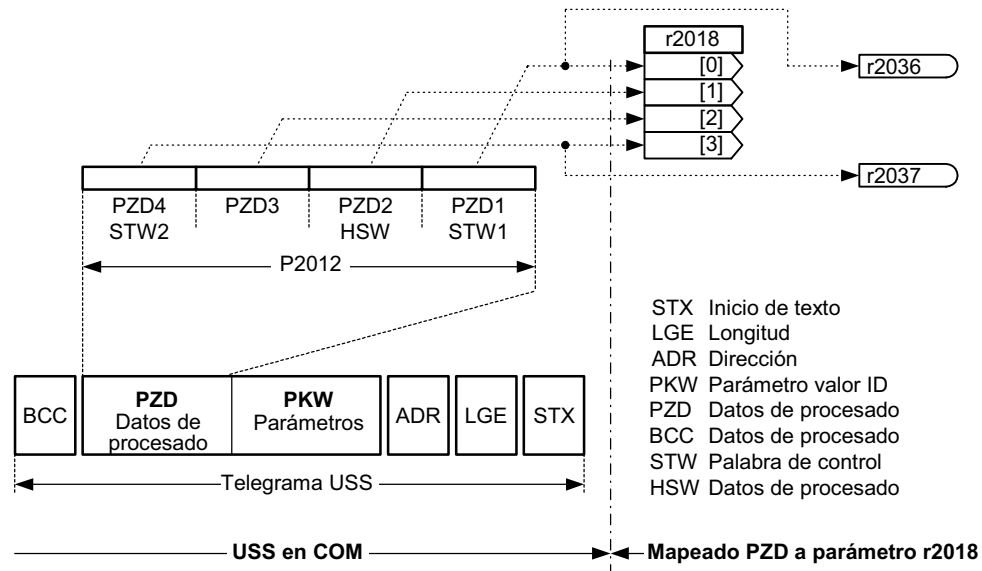 r2018
[0]
[1]
[2]
[3]
r2036
r2037
PZD4 PZD3 PZD2 PZD1
STW2 HSW STW1
P2012
STX Inicio de texto
LGE Longitud
ADR Dirección
PKW Parámetro valor ID
PZD Datos de procesado
BCC Datos de procesado
STW Palabra de control
HSW Datos de procesado
BCC
PZD
Datos de
procesado
PKW
Parámetros
ADR
LGE
STX
Telegrama USS
USS en COM
Mapeado PZD a parámetro r2018